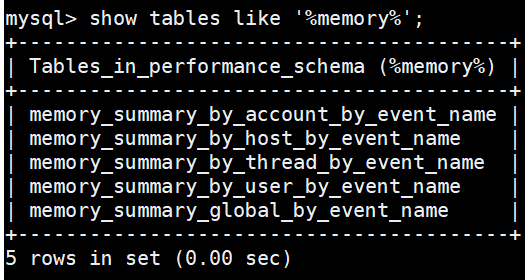 mysql> show tables like '%memory%';
+------------------------------------------+
| Tables_in_performance_schema (%memory%) |
+------------------------------------------+
| memory_summary_by_account_by_event_name |
| memory_summary_by_host_by_event_name |
| memory_summary_by_thread_by_event_name |
| memory_summary_by_user_by_event_name |
| memory_summary_global_by_event_name |
+------------------------------------------+
5 rows in set (0.00 sec)